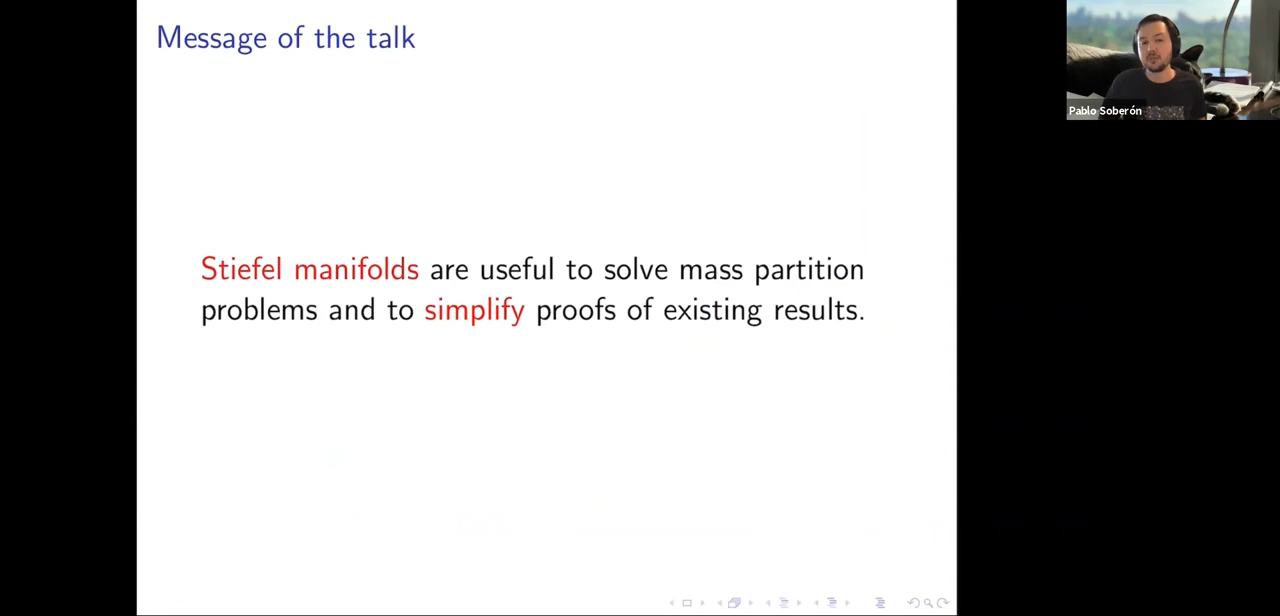 Message of the talk
Pablo Soberón
Stiefel manifolds are useful to solve mass partition
problems and to simplify proofs of existing results.